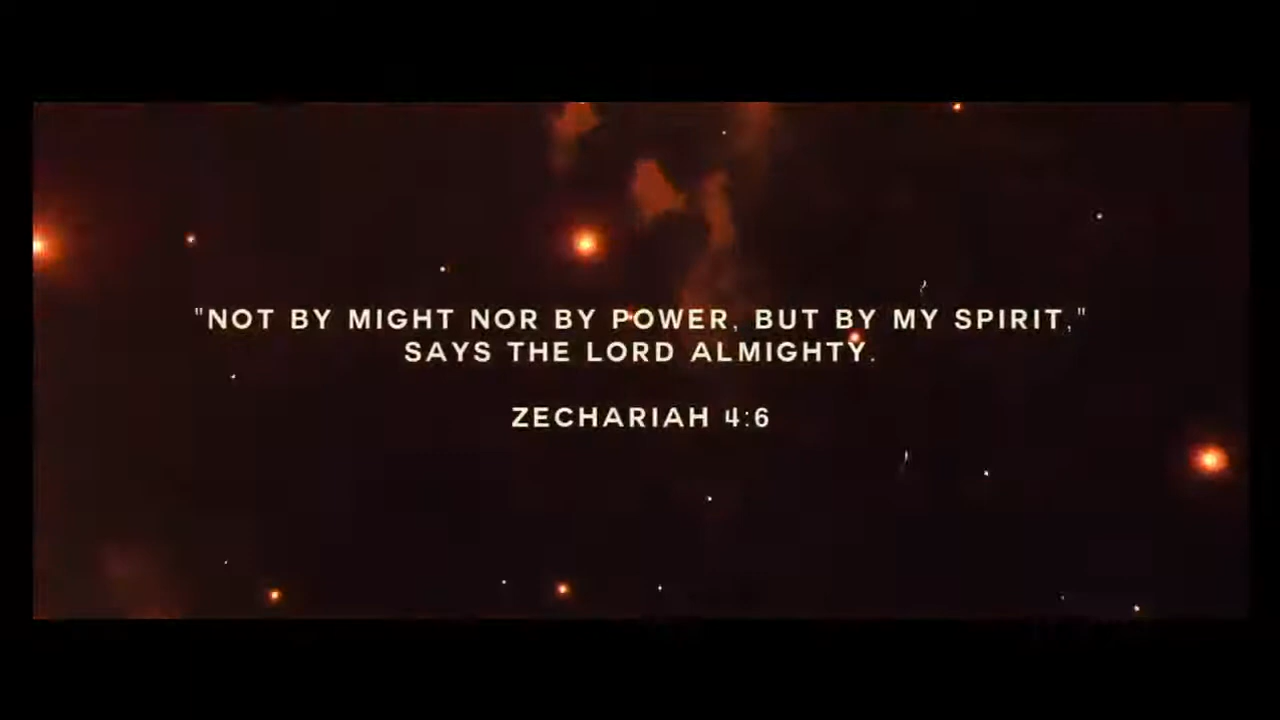 "NOT BY MIGHT NOR BY POWER, BUT BY MY SPIRIT,"
SAYS THE LORD ALMIGHTY.
ZECHARIAH 4:6